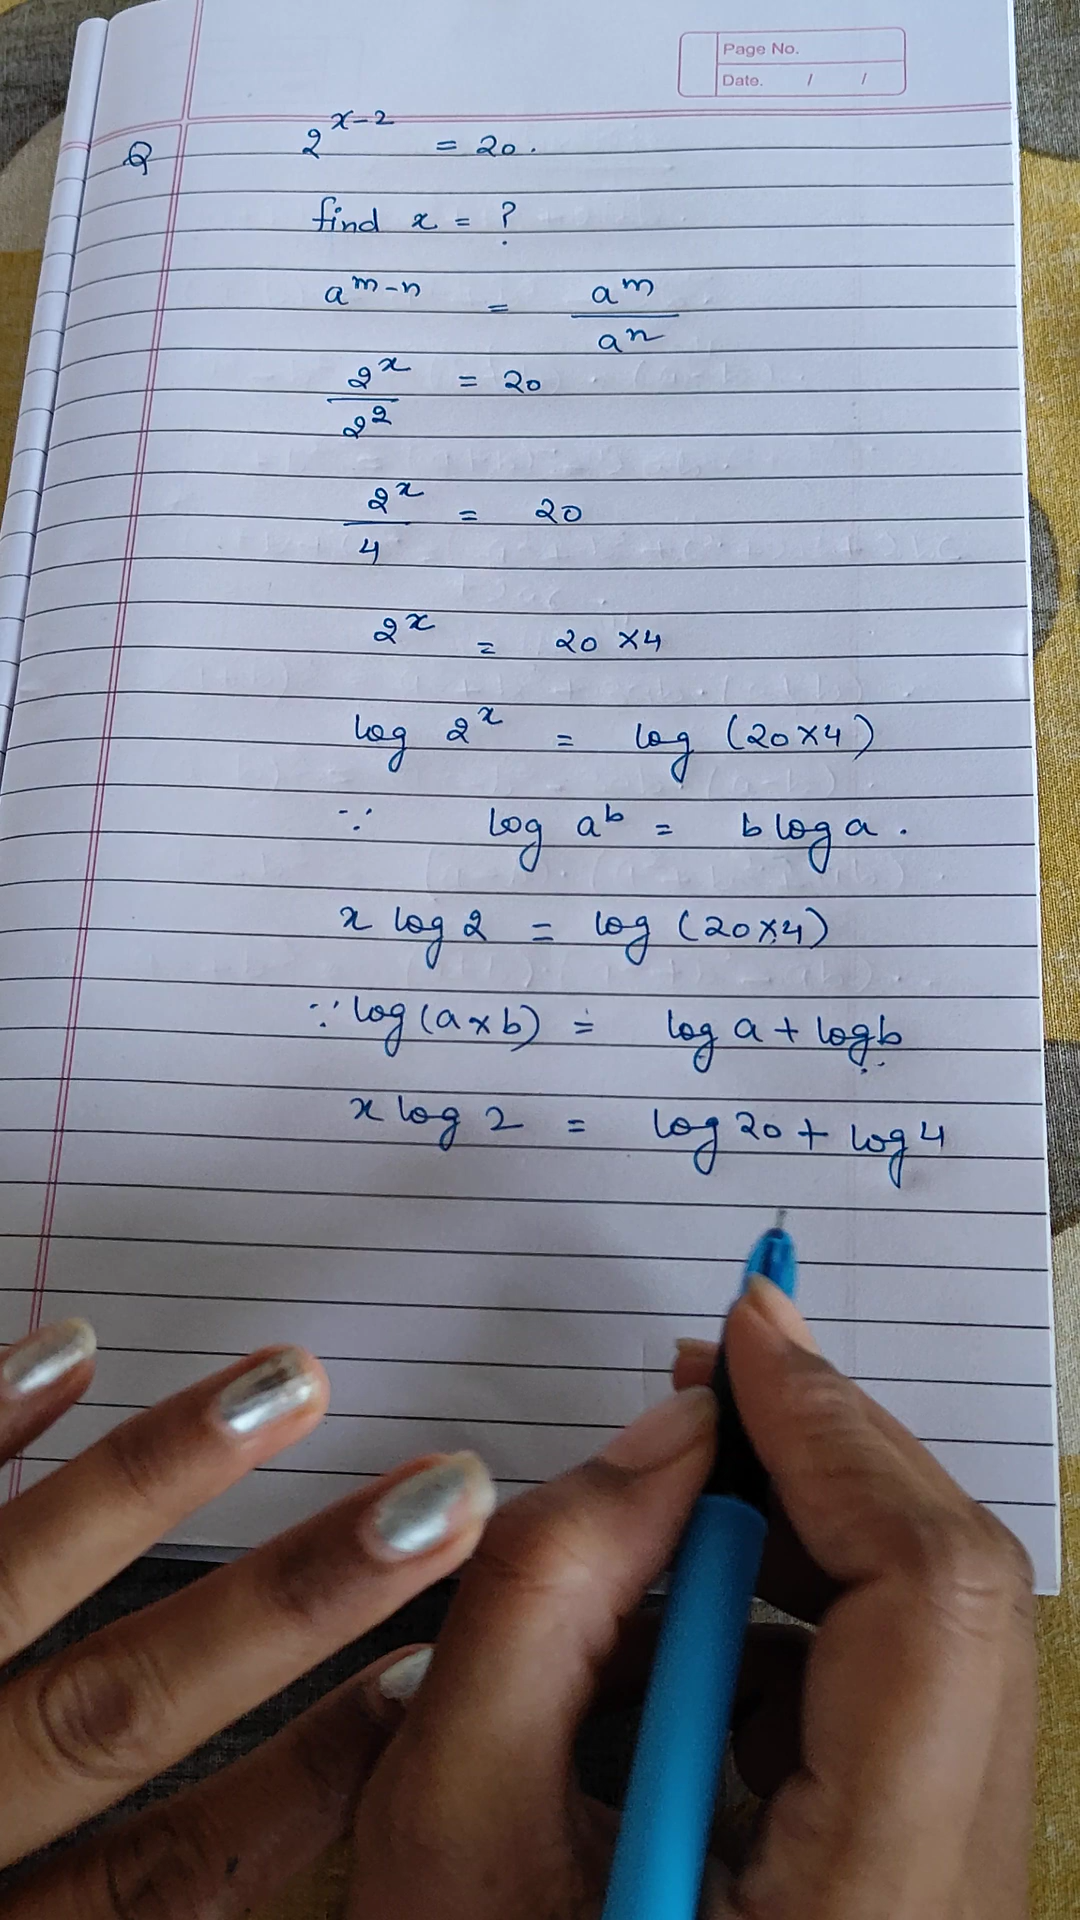 Page No.
Date. / /
Q 2^{x-2} = 20.
find x = ?
a^{m-n} = a^m / a^n
2^x / 2^2 = 20
2^x / 4 = 20
2^x = 20 × 4
log 2^x = log (20×4)
∵ log a^b = b log a.
x log 2 = log (20×4)
∵ log (a×b) = log a + log b
x log 2 = log 20 + log 4